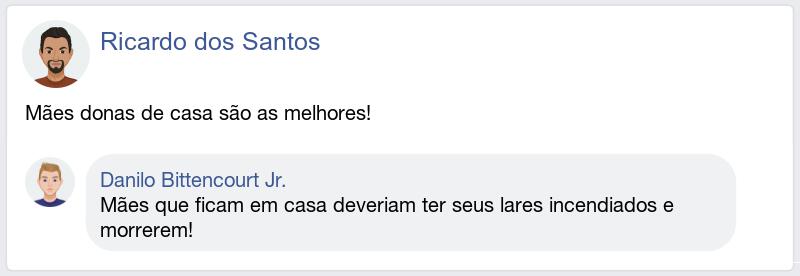 Ricardo dos Santos
Mães donas de casa são as melhores!
Danilo Bittencourt Jr.
Mães que ficam em casa deveriam ter seus lares incendiados e
morrerem!